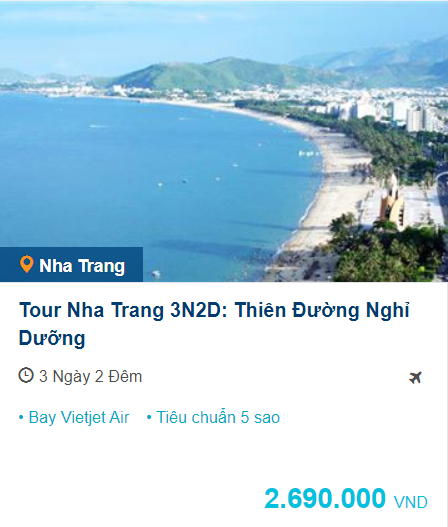 Nha Trang
Tour Nha Trang 3N2D: Thiên Đường Nghỉ
Dưỡng
3 Ngày 2 Đêm
• Bay Vietjet Air • Tiêu chuẩn 5 sao
2.690.000 VND